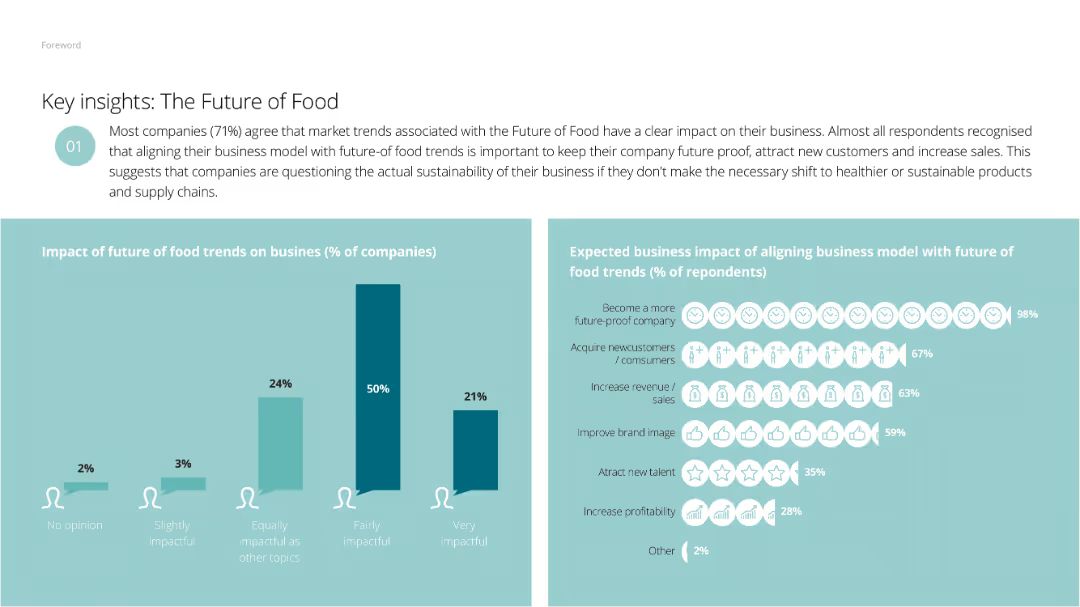 Foreword
Key insights: The Future of Food
01
Most companies (71%) agree that market trends associated with the Future of Food have a clear impact on their business. Almost all respondents recognised
that aligning their business model with future-of food trends is important to keep their company future proof, attract new customers and increase sales. This
suggests that companies are questioning the actual sustainability of their business if they don't make the necessary shift to healthier or sustainable products
and supply chains.
Impact of future of food trends on busines (% of companies)
2%
3%
24%
50%
21%
No opinion
Slightly
impactful
Equally
impactful as
other topics
Fairly
impactful
Very
impactful
Expected business impact of aligning business model with future of
food trends (% of repondents)
Become a more
future-proof company
98%
Acquire newcustomers
/ comsumers
67%
Increase revenue /
sales
63%
Improve brand image
59%
Atract new talent
35%
Increase profitability
28%
Other
2%